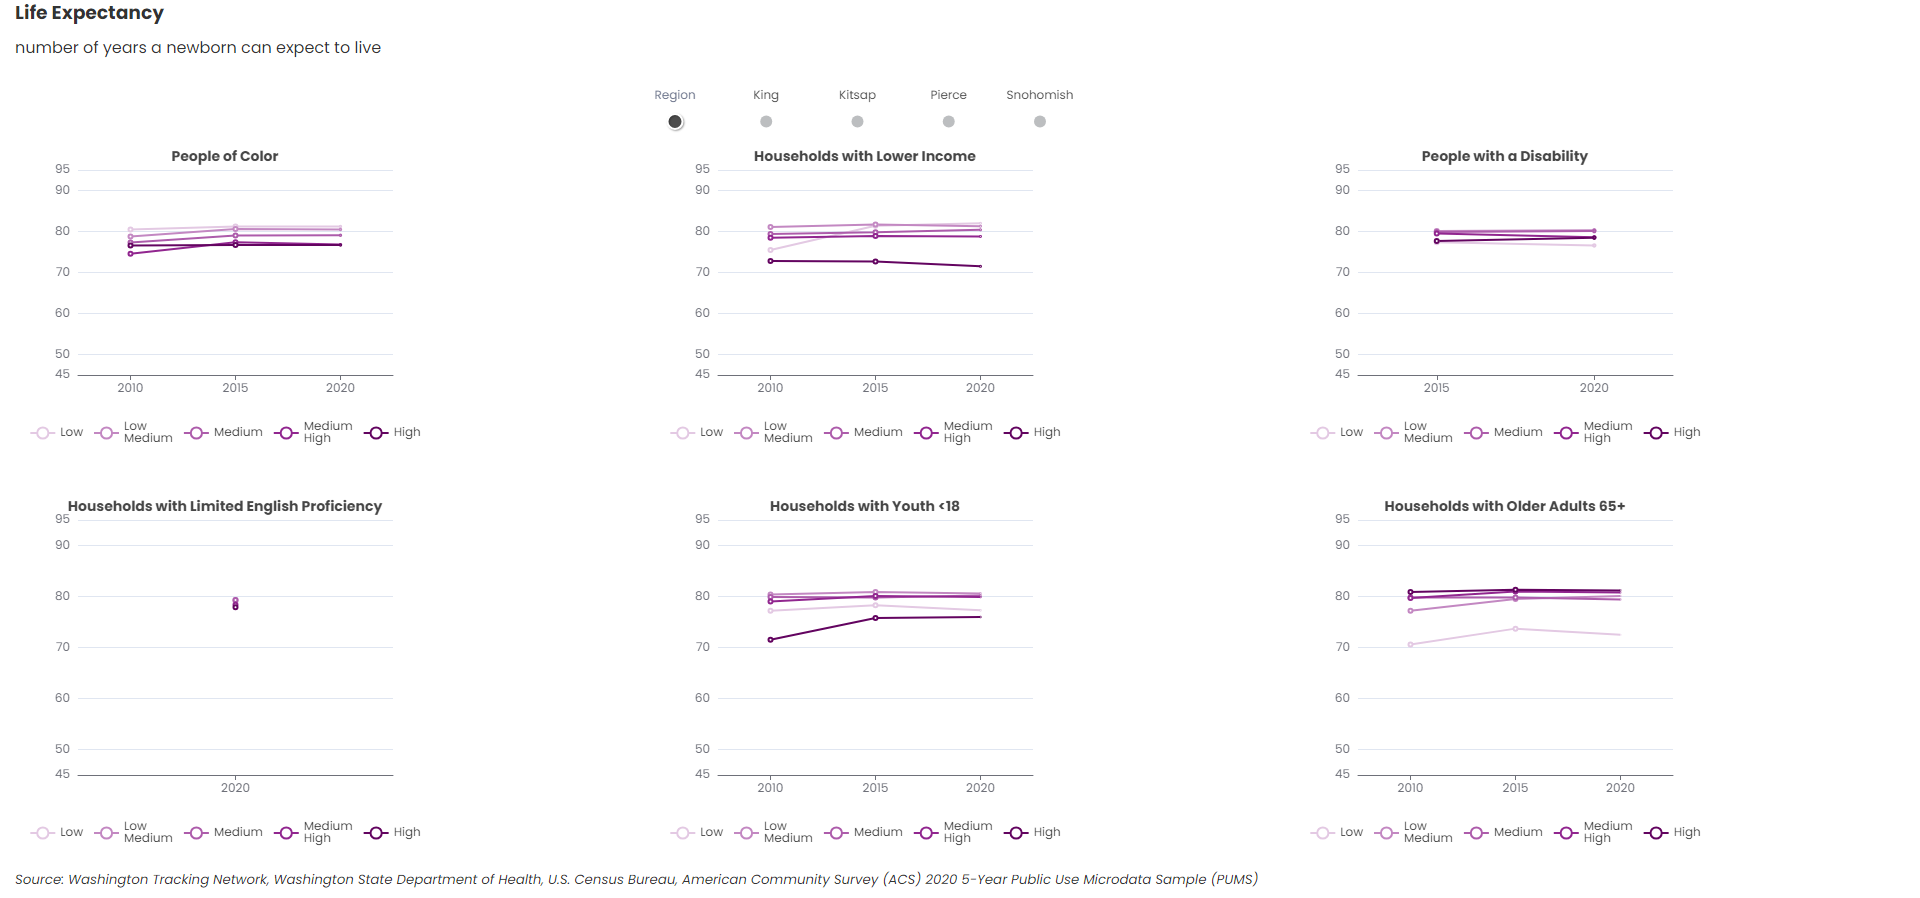 Life Expectancy
number of years a newborn can expect to live
Region King Kitsap Pierce Snohomish
People of Color
95
90
80
70
60
50
45
2010 2015 2020
Low Low Medium Medium Medium High High
Households with Lower Income
95
90
80
70
60
50
45
2010 2015 2020
Low Low Medium Medium Medium High High
People with a Disability
95
90
80
70
60
50
45
2015 2020
Low Low Medium Medium Medium High High
Households with Limited English Proficiency
95
90
80
70
60
50
45
2020
Low Low Medium Medium Medium High High
Households with Youth <18
95
90
80
70
60
50
45
2010 2015 2020
Low Low Medium Medium Medium High High
Households with Older Adults 65+
95
90
80
70
60
50
45
2010 2015 2020
Low Low Medium Medium Medium High High
Source: Washington Tracking Network, Washington State Department of Health, U.S. Census Bureau, American Community Survey (ACS) 2020 5-Year Public Use Microdata Sample (PUMS)